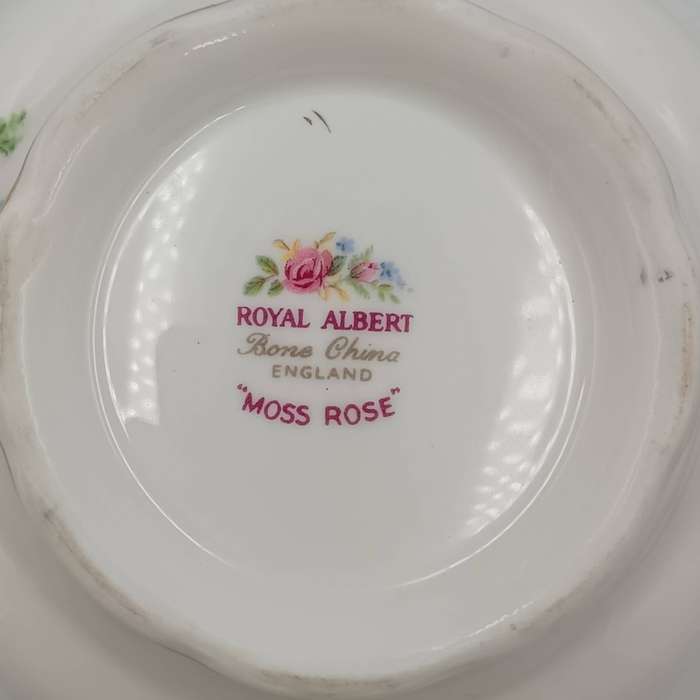 ROYAL ALBERT
Bone China
ENGLAND
"MOSS ROSE"